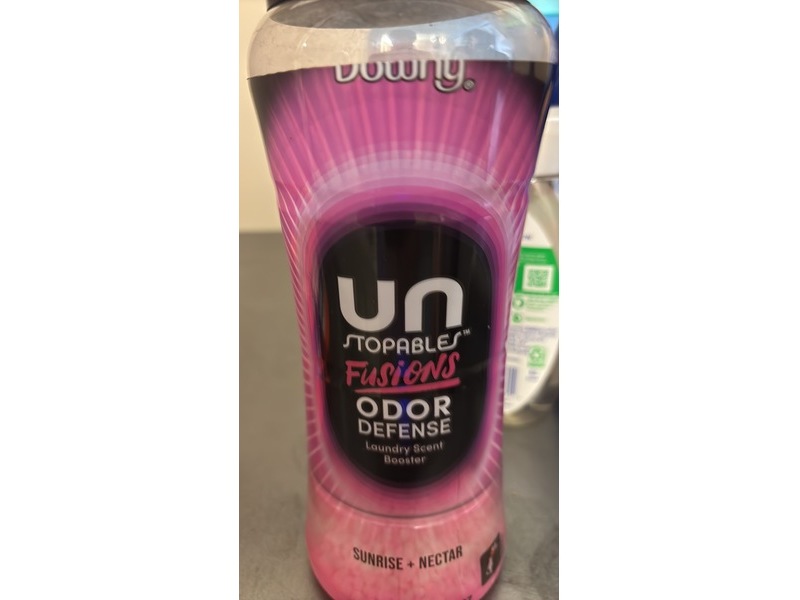 Downy®
un
STOPABLES™
FUSIONS
ODOR
DEFENSE
Laundry Scent
Booster
SUNRISE + NECTAR